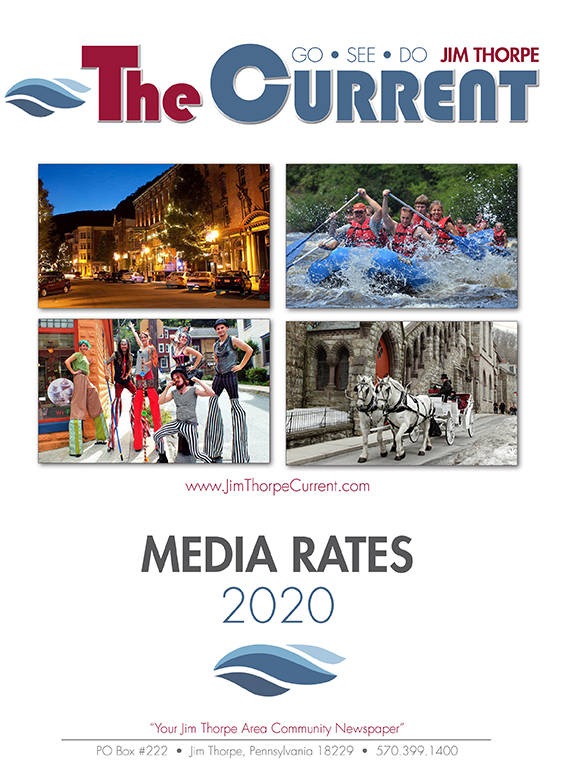 GO • SEE • DO JIM THORPE
The CURRENT
www.JimThorpeCurrent.com
MEDIA RATES
2020
"Your Jim Thorpe Area Community Newspaper"
PO Box #222 • Jim Thorpe, Pennsylvania 18229 • 570.399.1400